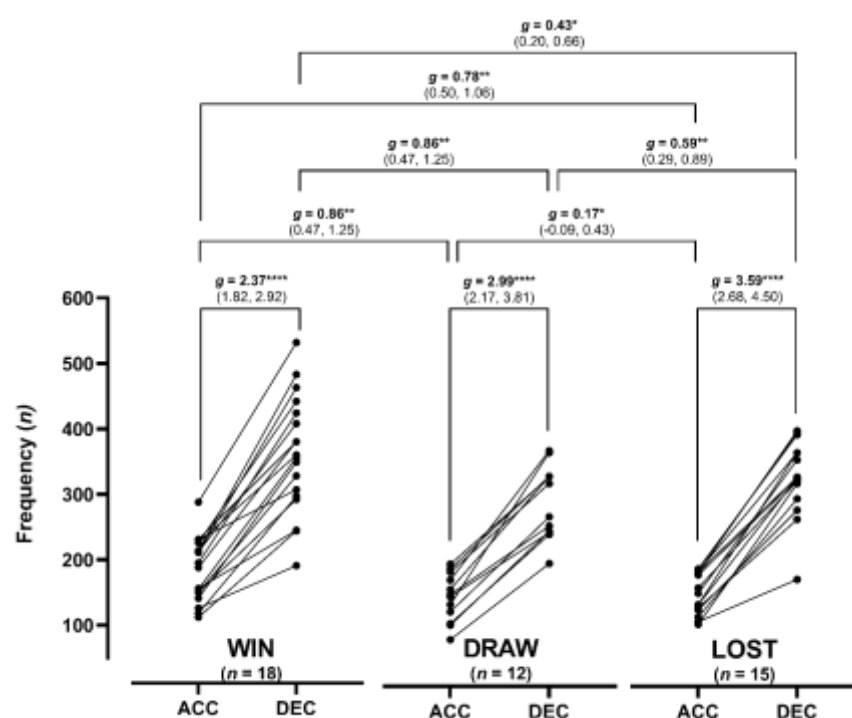 g = 0.43*
(0.20, 0.66)
g = 0.78**
(0.50, 1.06)
g = 0.86**
(0.47, 1.25)
g = 0.59**
(0.29, 0.89)
g = 0.86**
(0.47, 1.25)
g = 0.17*
(-0.09, 0.43)
g = 2.37****
(1.82, 2.92)
g = 2.99****
(2.17, 3.81)
g = 3.59****
(2.68, 4.50)
Frequency (n)
600
500
400
300
200
100
WIN
(n = 18)
DRAW
(n = 12)
LOST
(n = 15)
ACC DEC
ACC DEC
ACC DEC